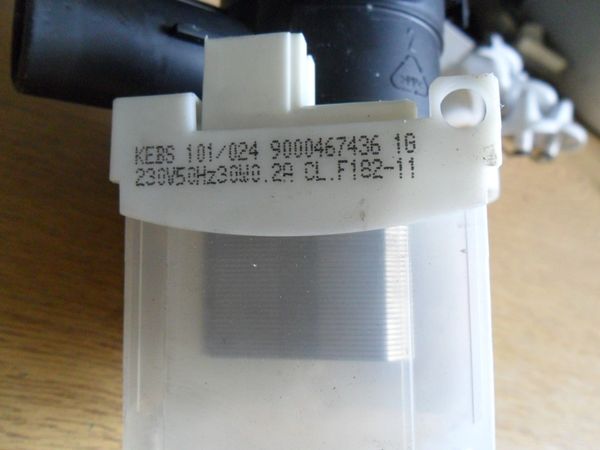 KEBS 101/024 9000467436 1G
230V50Hz30W0.2A CL.F182-11